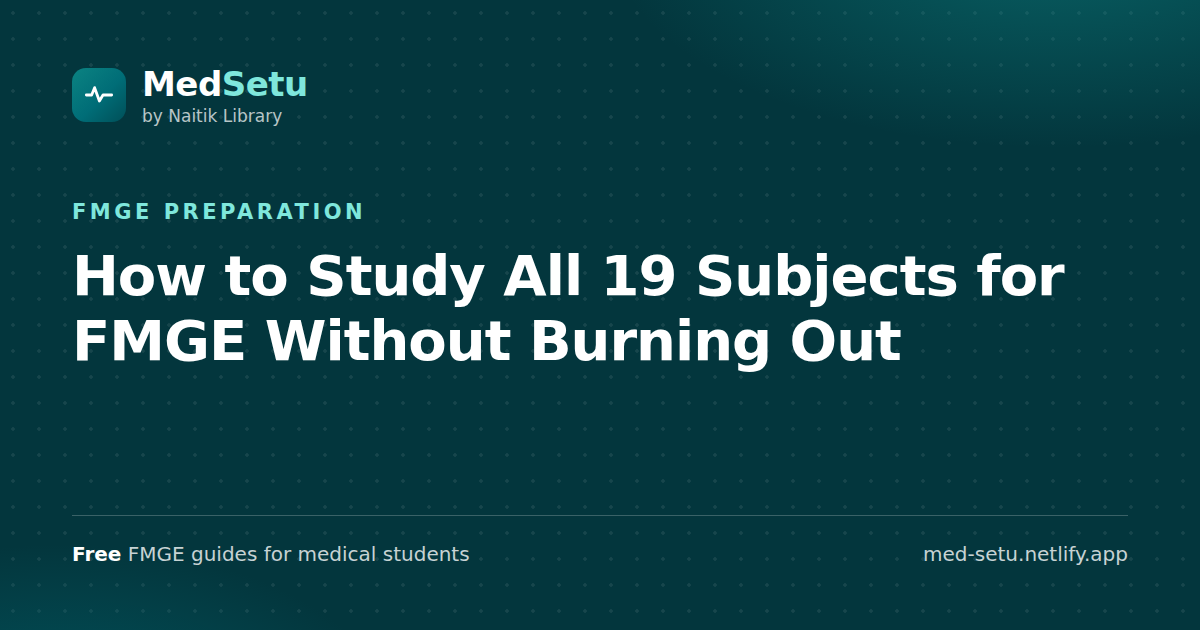 MedSetu
by Naitik Library
FMGE PREPARATION
How to Study All 19 Subjects for
FMGE Without Burning Out
Free FMGE guides for medical students
med-setu.netlify.app